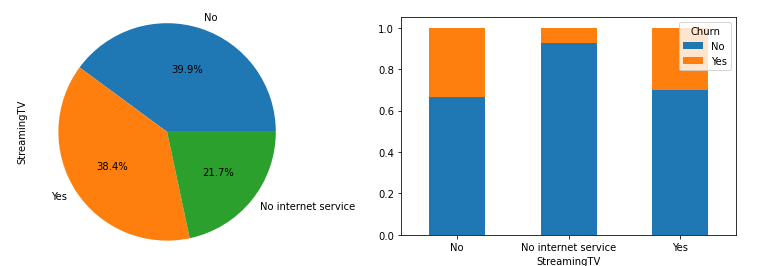 No
39.9%
StreamingTV
38.4%
21.7%
Yes
No internet service
Churn
No
Yes
1.0
0.8
0.6
0.4
0.2
0.0
No No internet service Yes
StreamingTV